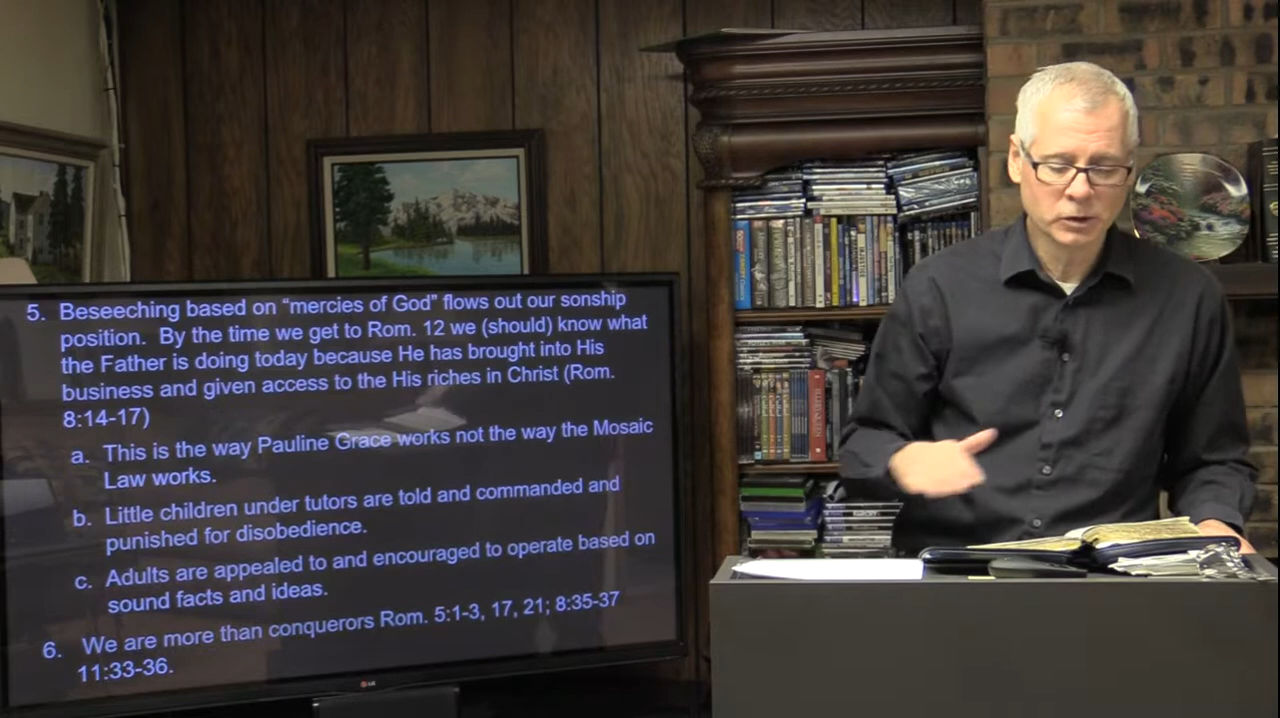 5. Beseeching based on “mercies of God” flows out our sonship
position. By the time we get to Rom. 12 we (should) know what
the Father is doing today because He has brought into His
business and given access to the His riches in Christ (Rom.
8:14-17)
a. This is the way Pauline Grace works not the way the Mosaic
Law works.
b. Little children under tutors are told and commanded and
punished for disobedience.
c. Adults are appealed to and encouraged to operate based on
sound facts and ideas.
6. We are more than conquerors Rom. 5:1-3, 17, 21; 8:35-37
11:33-36.
LG